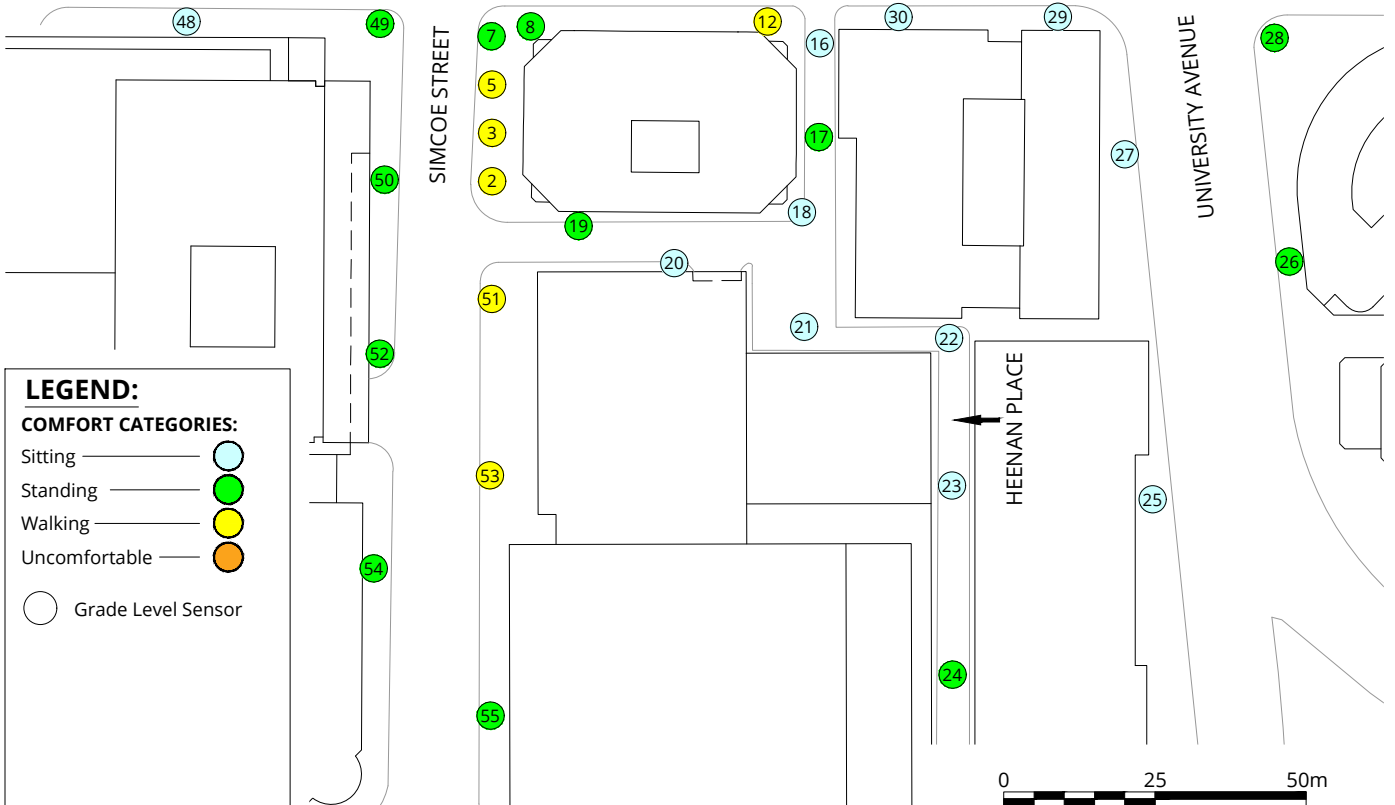 48
49
7
8
12
16
30
29
28
5
3
2
17
27
50
18
19
26
20
51
21
22
52
53
23
25
54
24
55
SIMCOE STREET
UNIVERSITY AVENUE
HEENAN PLACE
LEGEND:
COMFORT CATEGORIES:
Sitting
Standing
Walking
Uncomfortable
Grade Level Sensor
0 25 50m